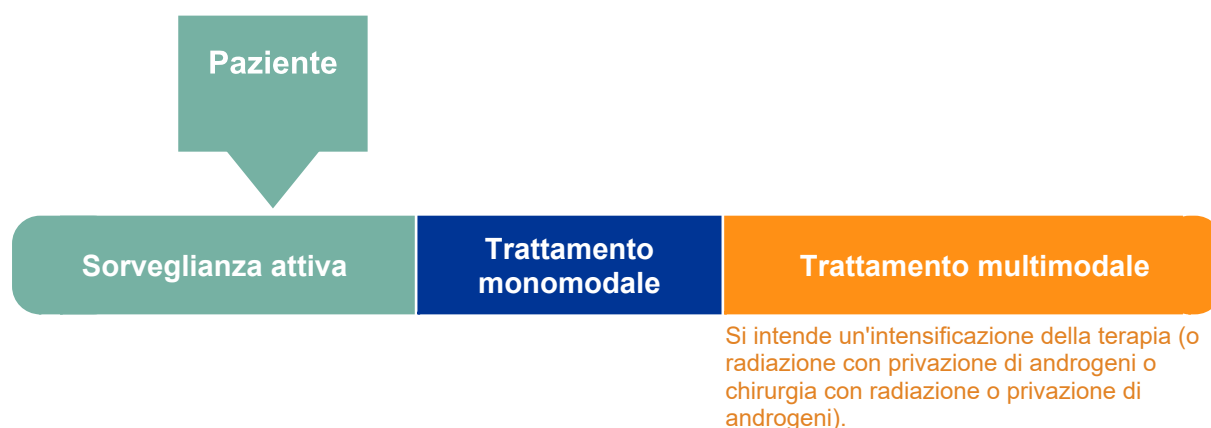 Paziente
Sorveglianza attiva
Trattamento
monomodale
Trattamento multimodale
Si intende un'intensificazione della terapia (o
radiazione con privazione di androgeni o
chirurgia con radiazione o privazione di
androgeni).